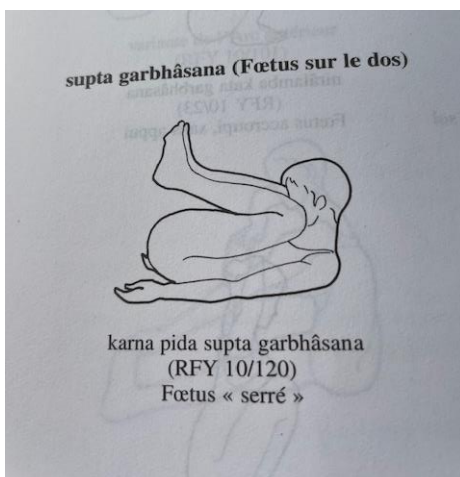 supta garbhâsana (Fœtus sur le dos)
karna pida supta garbhâsana
(RFY 10/120)
Fœtus « serré »